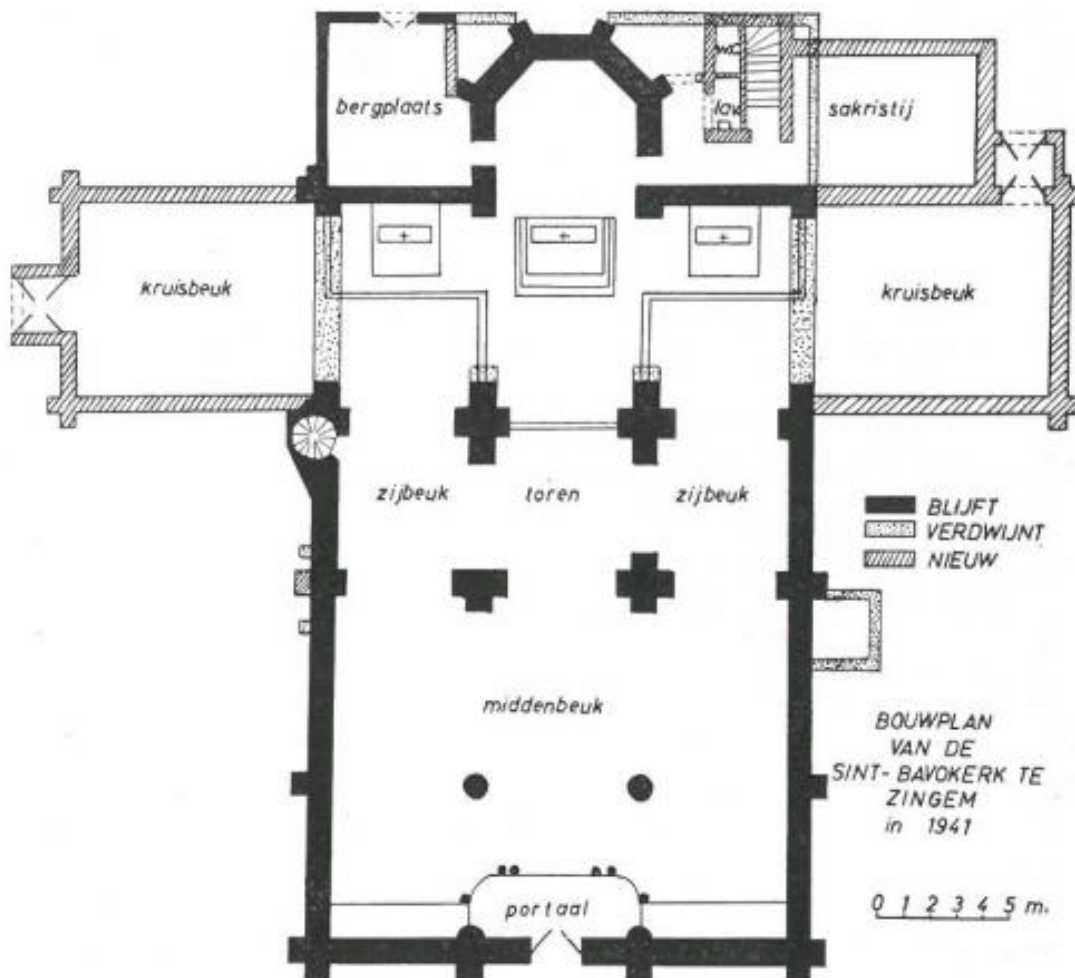 bergplaats
wc
lav
sakristij
kruisbeuk
kruisbeuk
zijbeuk
toren
zijbeuk
BLIJFT
VERDWIJNT
NIEUW
middenbeuk
BOUWPLAN
VAN DE
SINT-BAVOKERK TE
ZINGEM
in 1941
portaal
0 1 2 3 4 5 m.